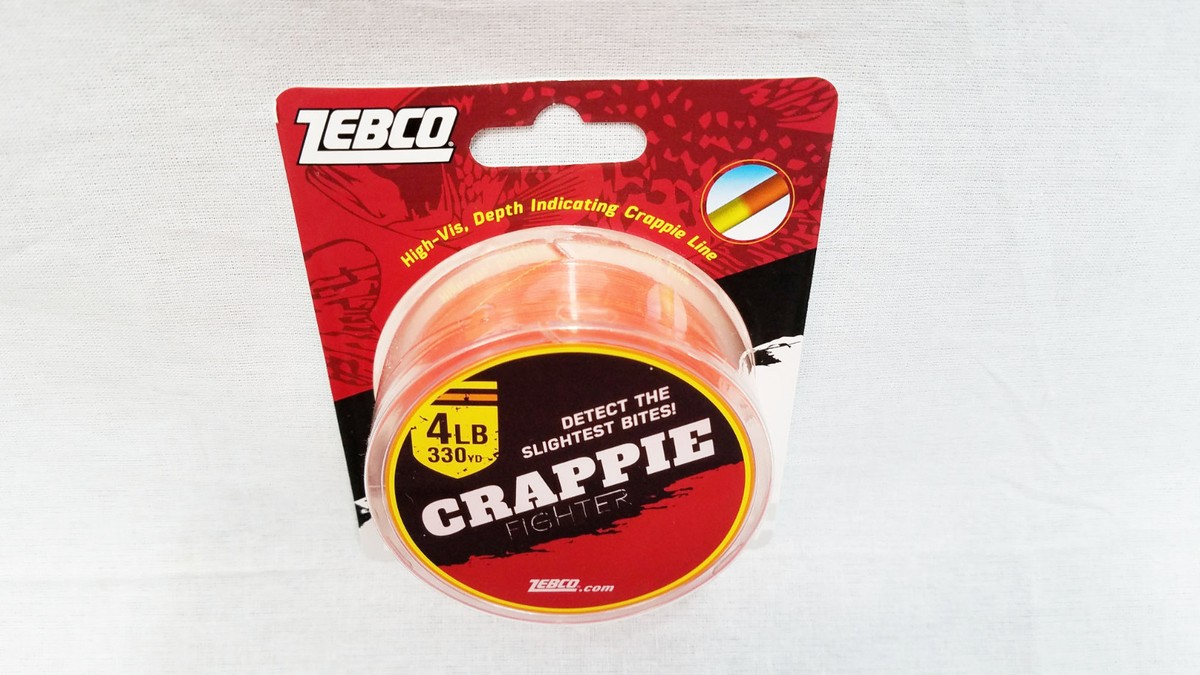 ZEBCO
High-Vis, Depth Indicating Crappie Line
4LB
330YD
DETECT THE
SLIGHTEST BITES!
CRAPPIE
FIGHTER
ZEBCO.com